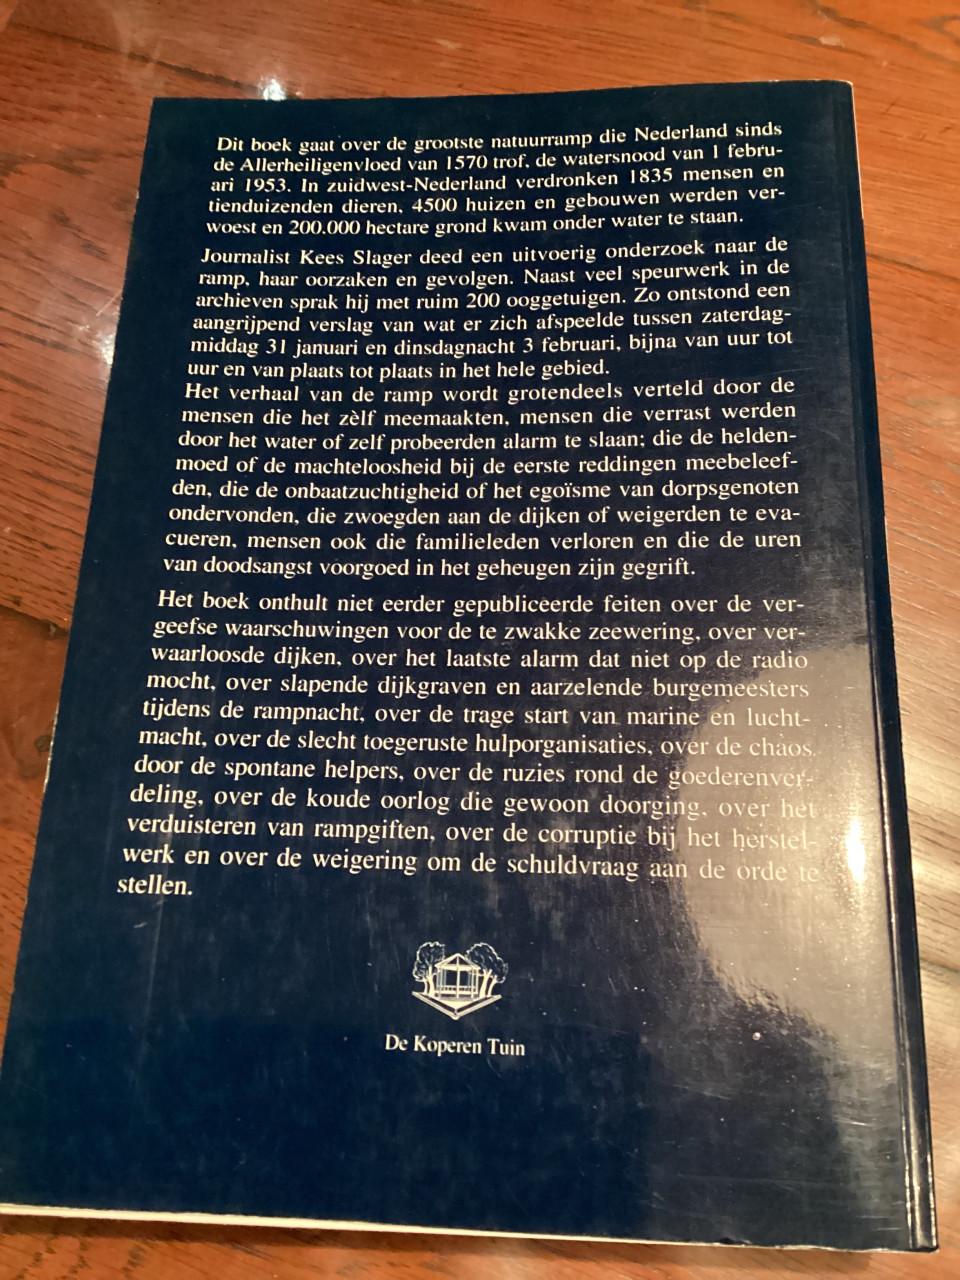 Dit boek gaat over de grootste natuurramp die Nederland sinds
de Allerheiligenvloed van 1570 trof, de watersnood van 1 febru-
ari 1953. In zuidwest-Nederland verdronken 1835 mensen en
tienduizenden dieren, 4500 huizen en gebouwen werden ver-
woest en 200.000 hectare grond kwam onder water te staan.
Journalist Kees Slager deed een uitvoerig onderzoek naar de
ramp, haar oorzaken en gevolgen. Naast veel speurwerk in de
archieven sprak hij met ruim 200 ooggetuigen. Zo ontstond een
aangrijpend verslag van wat er zich afspeelde tussen zaterdag-
middag 31 januari en dinsdagnacht 3 februari, bijna van uur tot
uur en van plaats tot plaats in het hele gebied.
Het verhaal van de ramp wordt grotendeels verteld door de
mensen die het zèlf meemaakten, mensen die verrast werden
door het water of zelf probeerden alarm te slaan; die de helden-
moed of de machteloosheid bij de eerste reddingen meebeleef-
den, die de onbaatzuchtigheid of het egoïsme van dorpsgenoten
ondervonden, die zwoegden aan de dijken of weigerden te eva-
cueren, mensen ook die familieleden verloren en die de uren
van doodsangst voorgoed in het geheugen zijn gegrift.
Het boek onthult niet eerder gepubliceerde feiten over de ver-
geefse waarschuwingen voor de te zwakke zeewering, over ver-
waarloosde dijken, over het laatste alarm dat niet op de radio
mocht, over slapende dijkgraven en aarzelende burgemeesters
tijdens de rampnacht, over de trage start van marine en lucht-
macht, over de slecht toegeruste hulporganisaties, over de chaos
door de spontane helpers, over de ruzies rond de goederenver-
deling, over de koude oorlog die gewoon doorging, over het
verduisteren van rampgiften, over de corruptie bij het herstel-
werk en over de weigering om de schuldvraag aan de orde te
stellen.
De Koperen Tuin